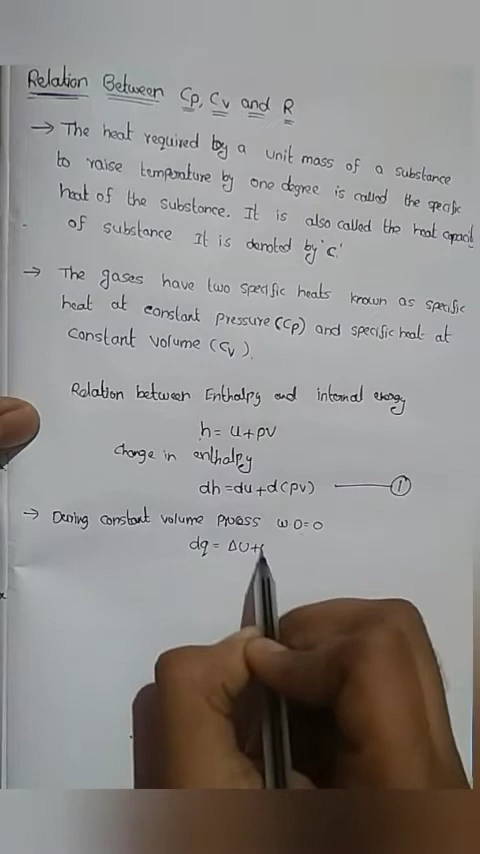 Relation Between Cp, Cv and R
→ The heat required by a unit mass of a substance
to raise temperature by one degree is called the specific
heat of the substance. It is also called the heat capacity
of substance It is denoted by 'c'.
→ The gases have two specific heats known as specific
heat at constant pressure (Cp) and specific heat at
constant volume (Cv).
Relation between Enthalpy and internal energy
h = u + pv
change in enthalpy
dh = du + d(pv) ① 
→ During constant volume process W.D = 0
dq = ΔU +